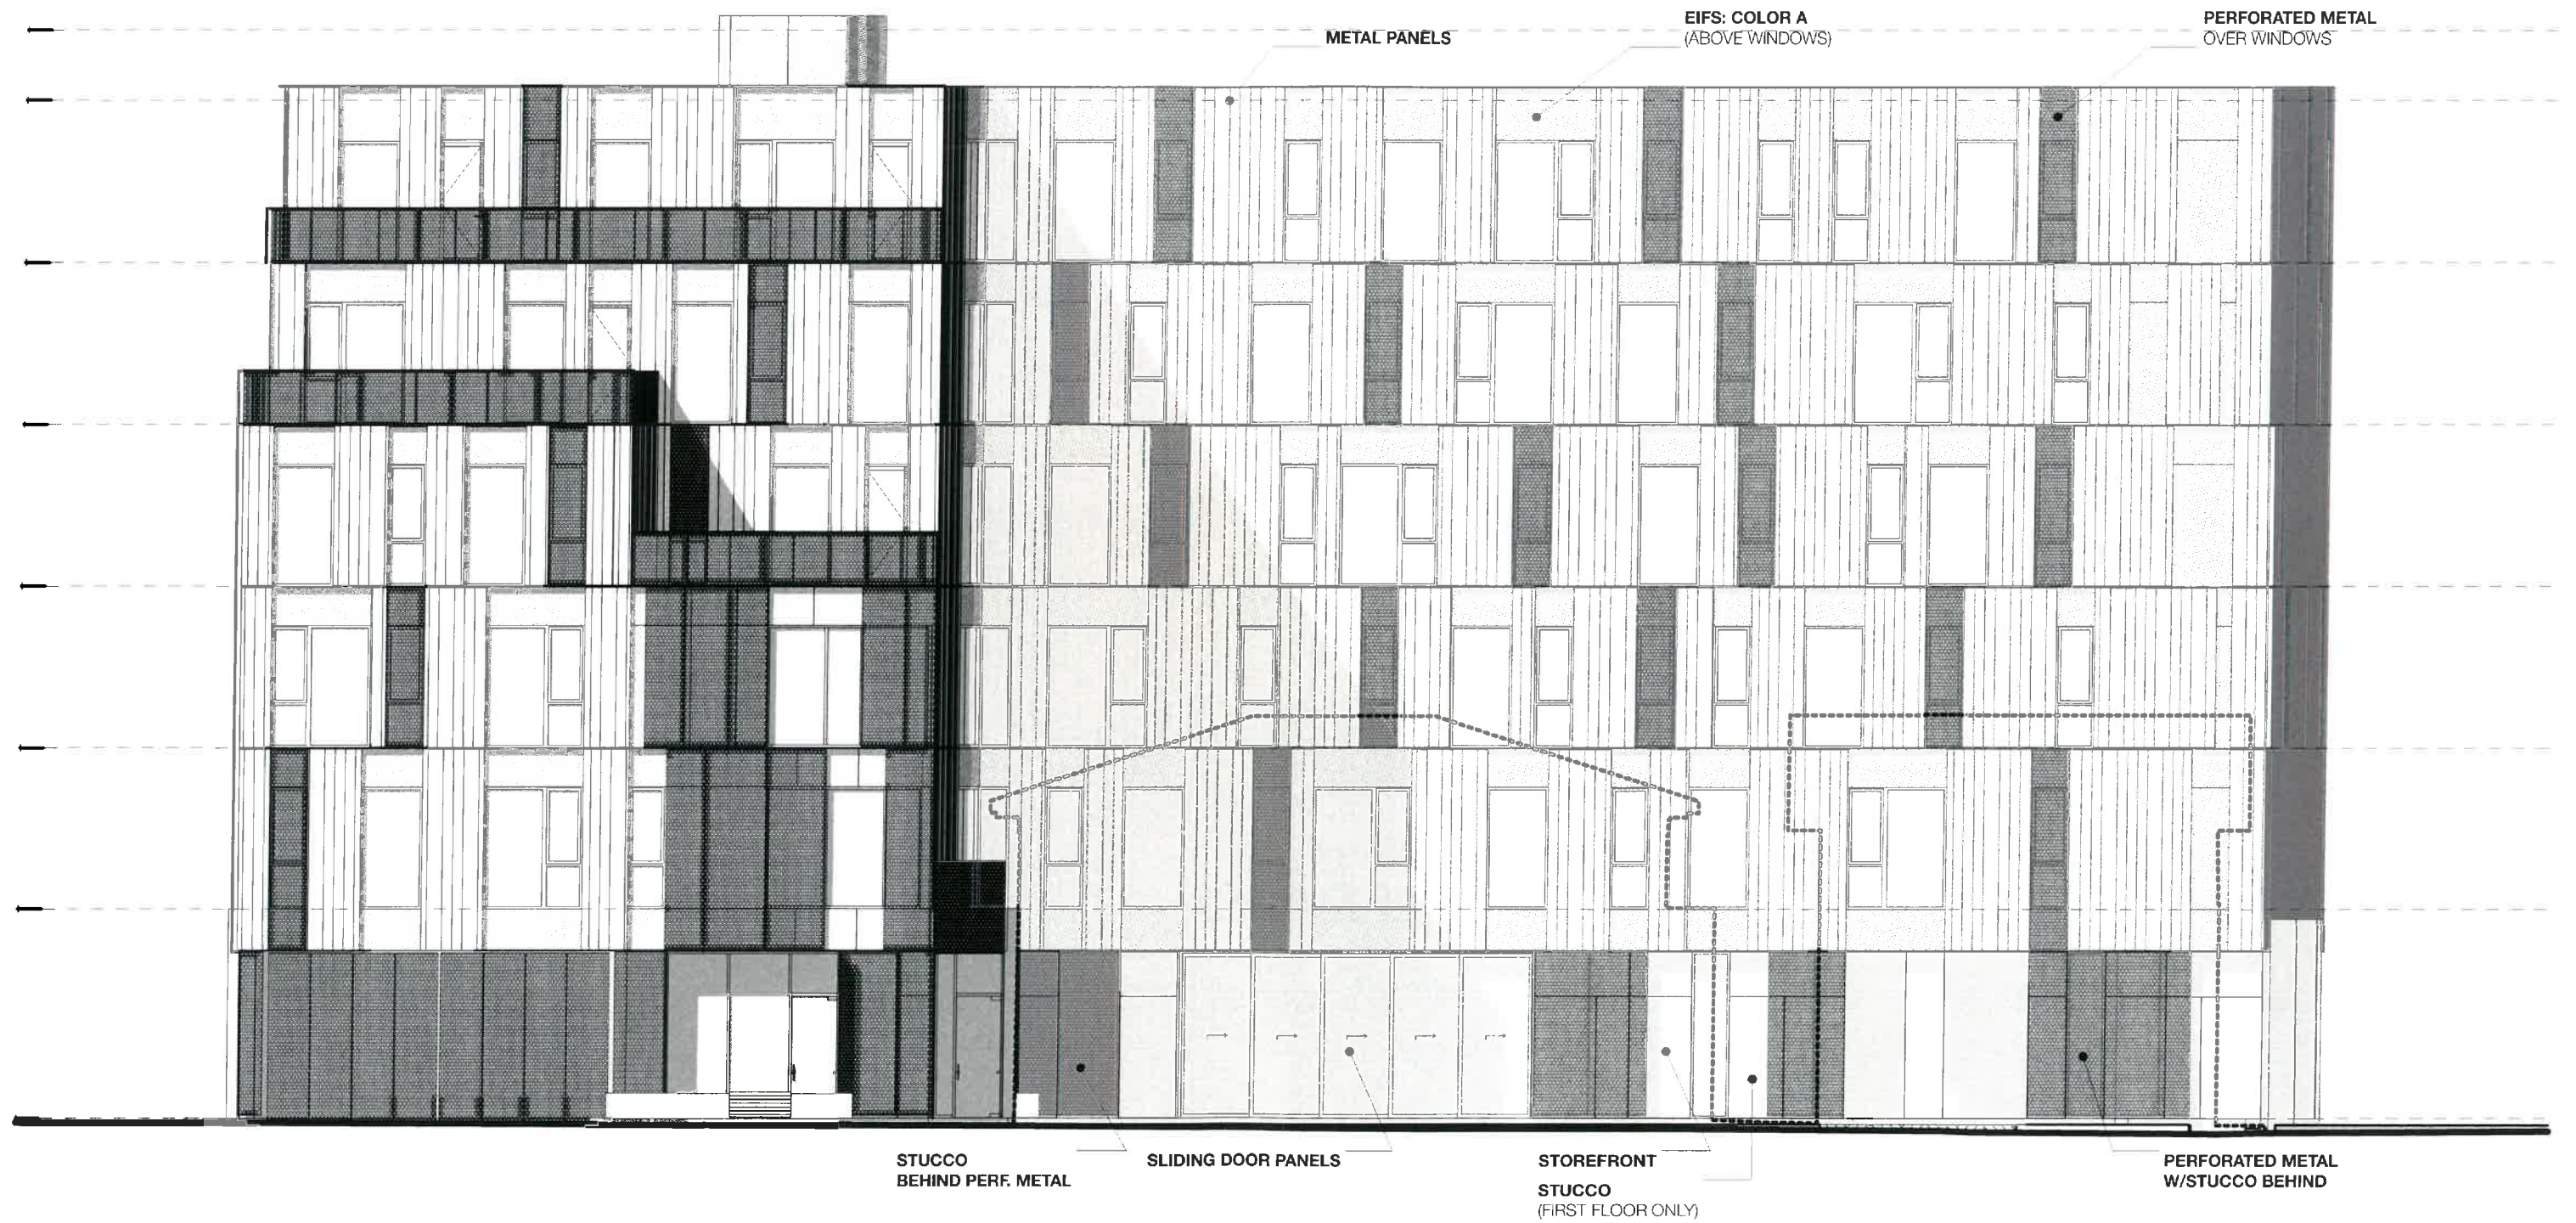 METAL PANELS
EIFS: COLOR A
(ABOVE WINDOWS)
PERFORATED METAL
OVER WINDOWS
STUCCO
BEHIND PERF. METAL
SLIDING DOOR PANELS
STOREFRONT
STUCCO
(FIRST FLOOR ONLY)
PERFORATED METAL
W/STUCCO BEHIND